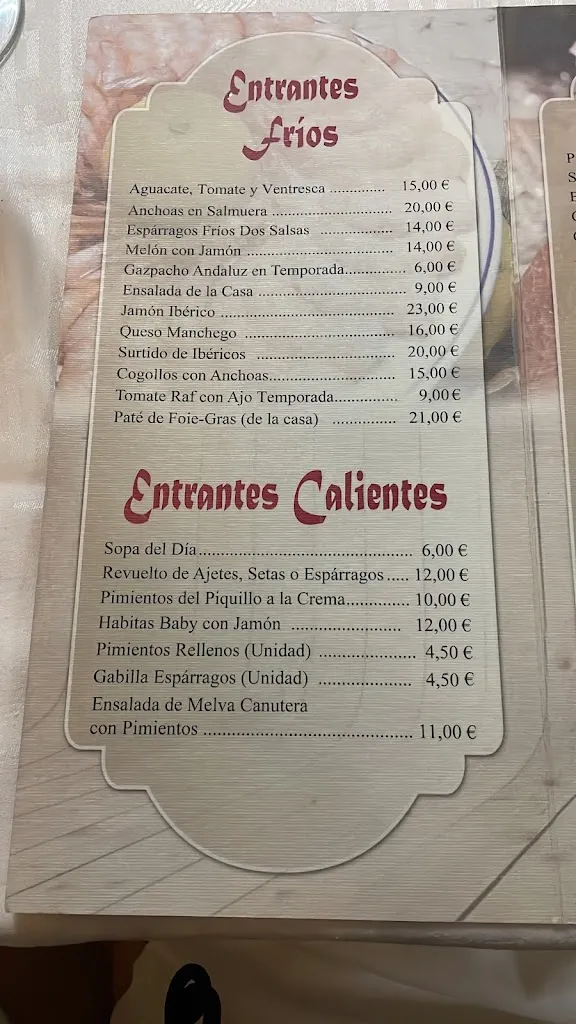 Entrantes
Fríos
Aguacate, Tomate y Ventresca ............. 15,00 €
Anchoas en Salmuera ............................ 20,00 €
Espárragos Fríos Dos Salsas ................. 14,00 €
Melón con Jamón .................................. 14,00 €
Gazpacho Andaluz en Temporada.............. 6,00 €
Ensalada de la Casa ................................ 9,00 €
Jamón Ibérico ........................................ 23,00 €
Queso Manchego ................................... 16,00 €
Surtido de Ibéricos ................................ 20,00 €
Cogollos con Anchoas............................. 15,00 €
Tomate Raf con Ajo Temporada............... 9,00 €
Paté de Foie-Gras (de la casa) ............... 21,00 €
Entrantes Calientes
Sopa del Día............................................ 6,00 €
Revuelto de Ajetes, Setas o Espárragos..... 12,00 €
Pimientos del Piquillo a la Crema............. 10,00 €
Habitas Baby con Jamón ...................... 12,00 €
Pimientos Rellenos (Unidad) ................... 4,50 €
Gabilla Espárragos (Unidad) .................. 4,50 €
Ensalada de Melva Canutera
con Pimientos .......................................... 11,00 €